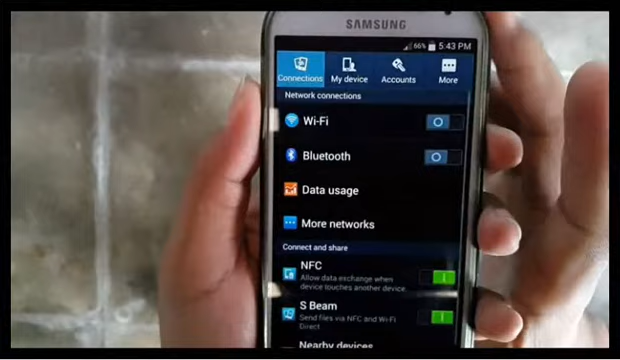 SAMSUNG
66% 5:43 PM
Connections My device Accounts More
Network connections
Wi-Fi
Bluetooth
Data usage
More networks
Connect and share
NFC
Allow data exchange when
device touches another device
S Beam
Send files via NFC and Wi-Fi
Direct
Nearby devices